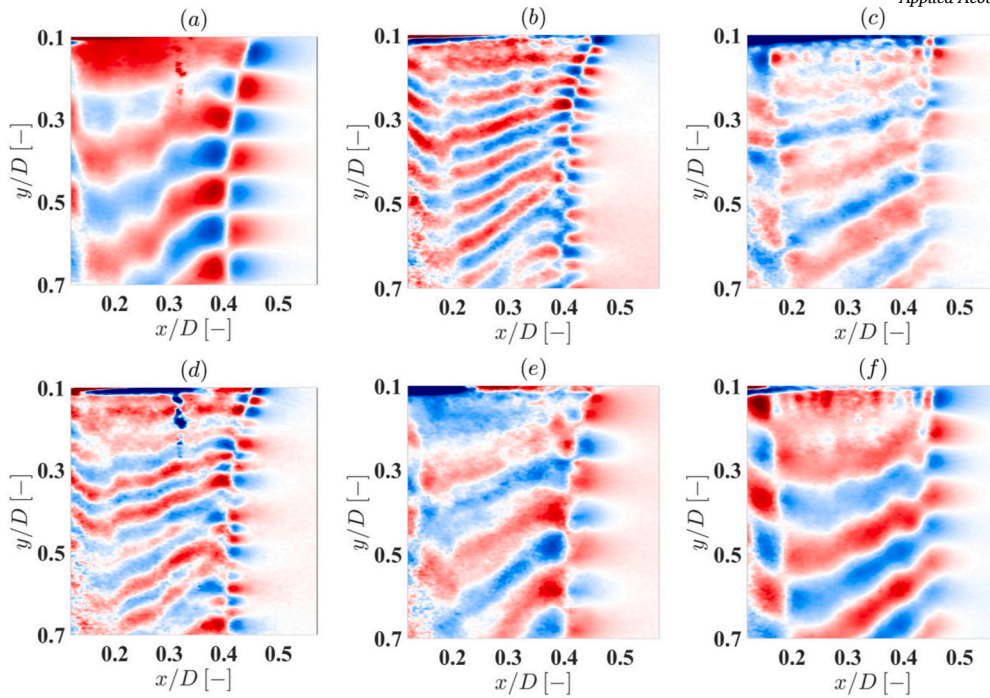 Applied Acou
(a) (b) (c)
0.1 0.1 0.1
0.3 0.3 0.3
0.5 0.5 0.5
0.7 0.7 0.7
y/D [−] y/D [−] y/D [−]
0.2 0.3 0.4 0.5 0.2 0.3 0.4 0.5 0.2 0.3 0.4 0.5
x/D [−] x/D [−] x/D [−]
(d) (e) (f)
0.1 0.1 0.1
0.3 0.3 0.3
0.5 0.5 0.5
0.7 0.7 0.7
y/D [−] y/D [−] y/D [−]
0.2 0.3 0.4 0.5 0.2 0.3 0.4 0.5 0.2 0.3 0.4 0.5
x/D [−] x/D [−] x/D [−]